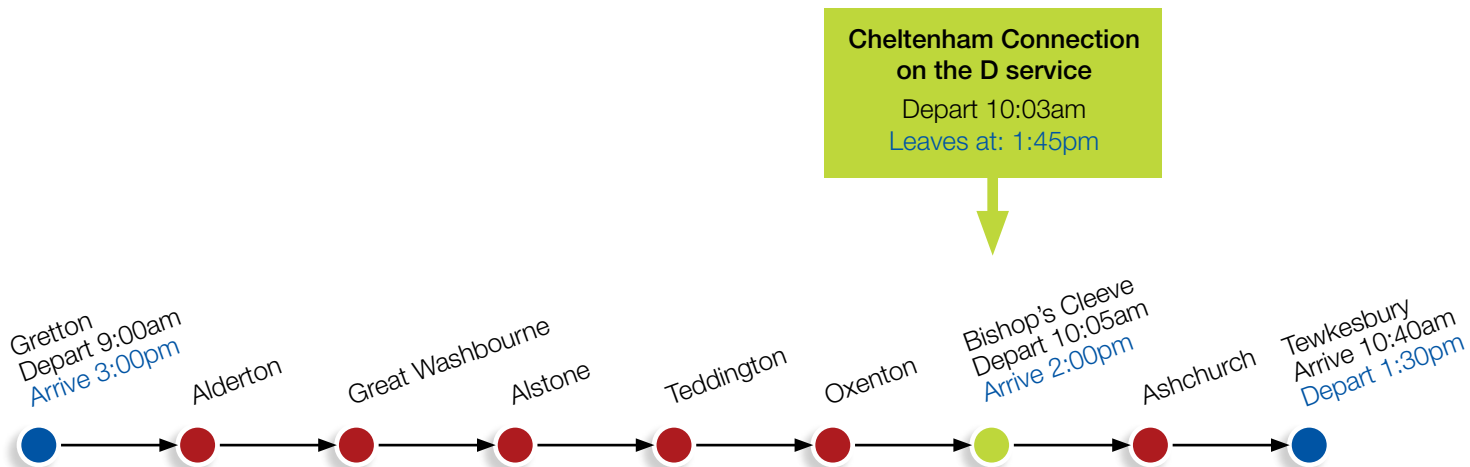 Cheltenham Connection
on the D service
Depart 10:03am
Leaves at: 1:45pm
Gretton
Depart 9:00am
Arrive 3:00pm
Alderton
Great Washbourne
Alstone
Teddington
Oxenton
Bishop's Cleeve
Depart 10:05am
Arrive 2:00pm
Ashchurch
Tewkesbury
Arrive 10:40am
Depart 1:30pm